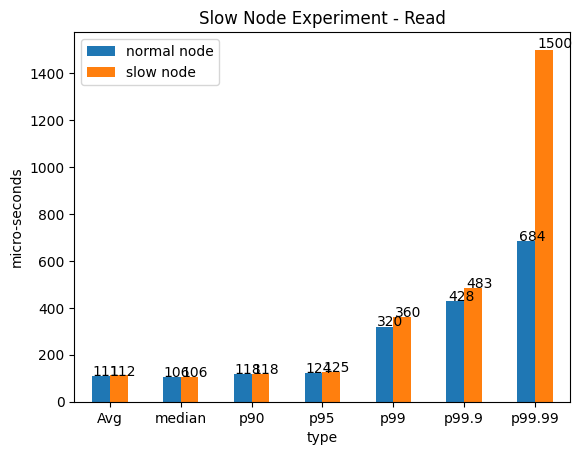 Slow Node Experiment - Read
normal node
slow node
micro-seconds
1400
1200
1000
800
600
400
200
0
111
112
106
106
118
118
124
125
320
360
428
483
684
1500
Avg
median
p90
p95
p99
p99.9
p99.99
type